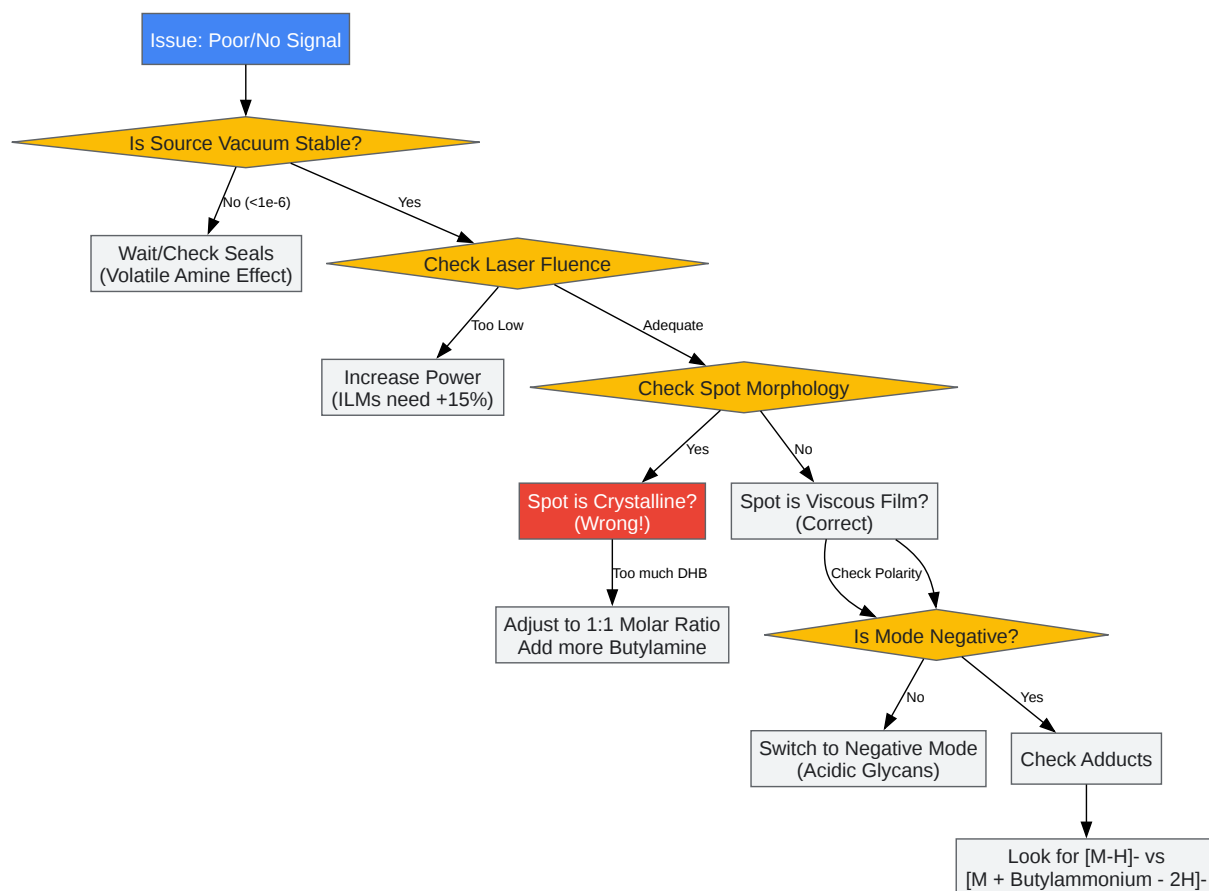 Issue: Poor/No Signal
Is Source Vacuum Stable?
No (<1e-6)
Yes
Wait/Check Seals
(Volatile Amine Effect)
Check Laser Fluence
Too Low
Adequate
Increase Power
(ILMs need +15%)
Check Spot Morphology
Yes
No
Spot is Crystalline?
(Wrong!)
Spot is Viscous Film?
(Correct)
Too much DHB
Check Polarity
Adjust to 1:1 Molar Ratio
Add more Butylamine
Is Mode Negative?
No
Yes
Switch to Negative Mode
(Acidic Glycans)
Check Adducts
Look for [M-H]- vs
[M + Butylammonium - 2H]-